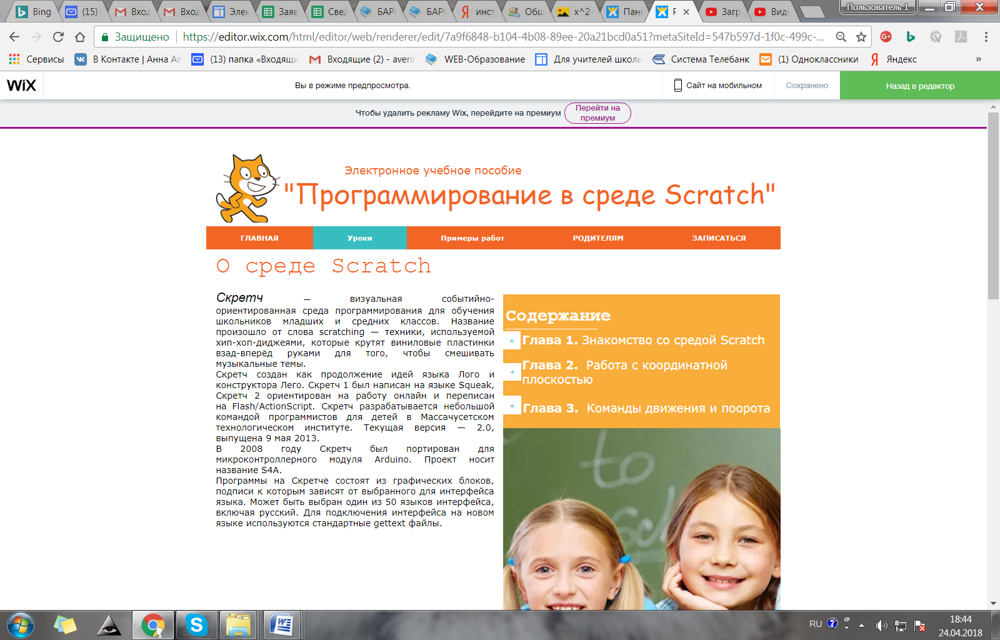 Bing
(15)
Вход
Вход
Элек
Заяв
Свед
БАР
БАР
инст
Общ
x^2
Пан
Р
Загр
Виде
Пользователь 1
Защищено
https://editor.wix.com/html/editor/web/renderer/edit/7a9f6848-b104-4b08-89ee-20a21bcd0a51?metaSiteId=547b597d-1f0c-499c-...
Сервисы
В Контакте | Анна Ав
(13) папка «Входящи
Входящие (2) - averin
WEB-Образование
Для учителей школь
Система Телебанк
(1) Одноклассники
Яндекс
»
WiX
Вы в режиме предпросмотра.
Сайт на мобильном
Сохранено
Назад в редактор
Чтобы удалить рекламу Wix, перейдите на премиум
Перейти на
премиум
Электронное учебное пособие
"Программирование в среде Scratch"
ГЛАВНАЯ
Уроки
Примеры работ
РОДИТЕЛЯМ
ЗАПИСАТЬСЯ
О среде Scratch
Скретч — визуальная событийно-
ориентированная среда программирования для обучения
школьников младших и средних классов. Название
произошло от слова scratching — техники, используемой
хип-хоп-диджеями, которые крутят виниловые пластинки
взад-вперёд руками для того, чтобы смешивать
музыкальные темы.
Скретч создан как продолжение идей языка Лого и
конструктора Лего. Скретч 1 был написан на языке Squeak,
Скретч 2 ориентирован на работу онлайн и переписан
на Flash/ActionScript. Скретч разрабатывается небольшой
командой программистов для детей в Массачусетском
технологическом институте. Текущая версия — 2.0,
выпущена 9 мая 2013.
В 2008 году Скретч был портирован для
микроконтроллерного модуля Arduino. Проект носит
название S4A.
Программы на Скретче состоят из графических блоков,
подписи к которым зависят от выбранного для интерфейса
языка. Может быть выбран один из 50 языков интерфейса,
включая русский. Для подключения интерфейса на новом
языке используются стандартные gettext файлы.
Содержание
+ Глава 1. Знакомство со средой Scratch
+ Глава 2. Работа с координатной
плоскостью
+ Глава 3. Команды движения и поорота
to
RU
18:44
24.04.2018